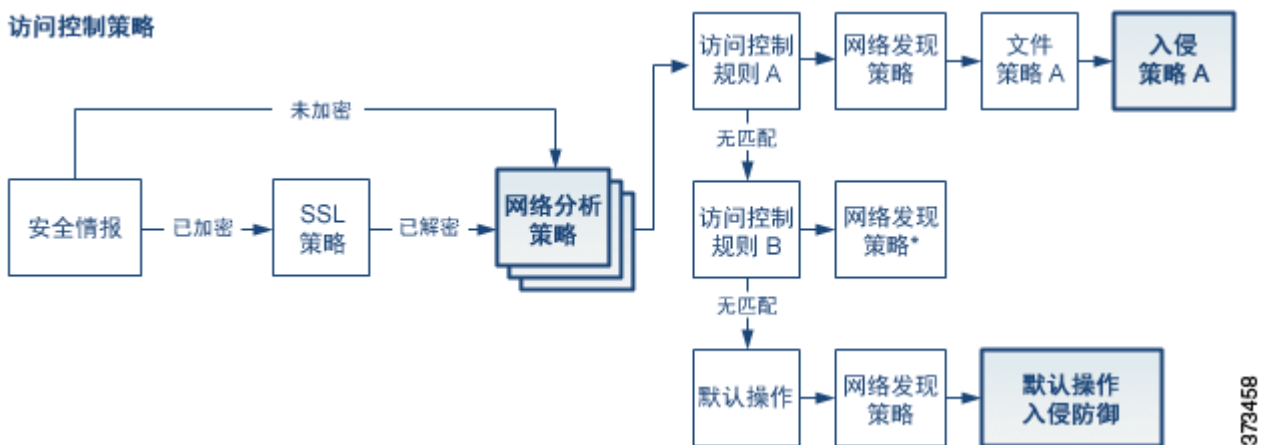 访问控制策略
未加密
安全情报
已加密
SSL
策略
已解密
网络分析
策略
访问控制
规则 A
网络发现
策略
文件
策略 A
入侵
策略 A
无匹配
访问控制
规则 B
网络发现
策略*
无匹配
默认操作
网络发现
策略
默认操作
入侵防御
373458